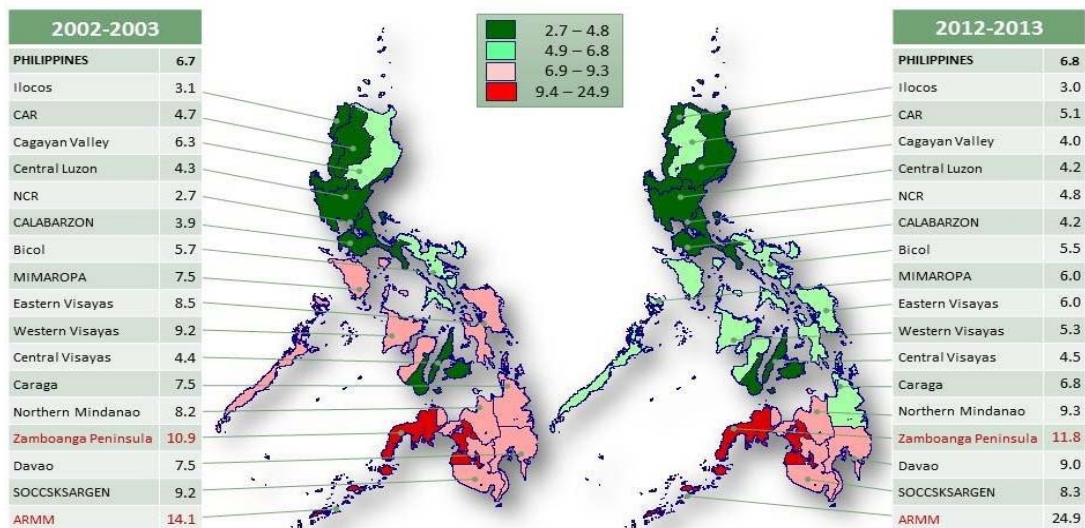 2002-2003
PHILIPPINES 6.7
Ilocos 3.1
CAR 4.7
Cagayan Valley 6.3
Central Luzon 4.3
NCR 2.7
CALABARZON 3.9
Bicol 5.7
MIMAROPA 7.5
Eastern Visayas 8.5
Western Visayas 9.2
Central Visayas 4.4
Caraga 7.5
Northern Mindanao 8.2
Zamboanga Peninsula 10.9
Davao 7.5
SOCCSKSARGEN 9.2
ARMM 14.1
2.7 – 4.8
4.9 – 6.8
6.9 – 9.3
9.4 – 24.9
2012-2013
PHILIPPINES 6.8
Ilocos 3.0
CAR 5.1
Cagayan Valley 4.0
Central Luzon 4.2
NCR 4.8
CALABARZON 4.2
Bicol 5.5
MIMAROPA 6.0
Eastern Visayas 6.0
Western Visayas 5.3
Central Visayas 4.5
Caraga 6.8
Northern Mindanao 9.3
Zamboanga Peninsula 11.8
Davao 9.0
SOCCSKSARGEN 8.3
ARMM 24.9